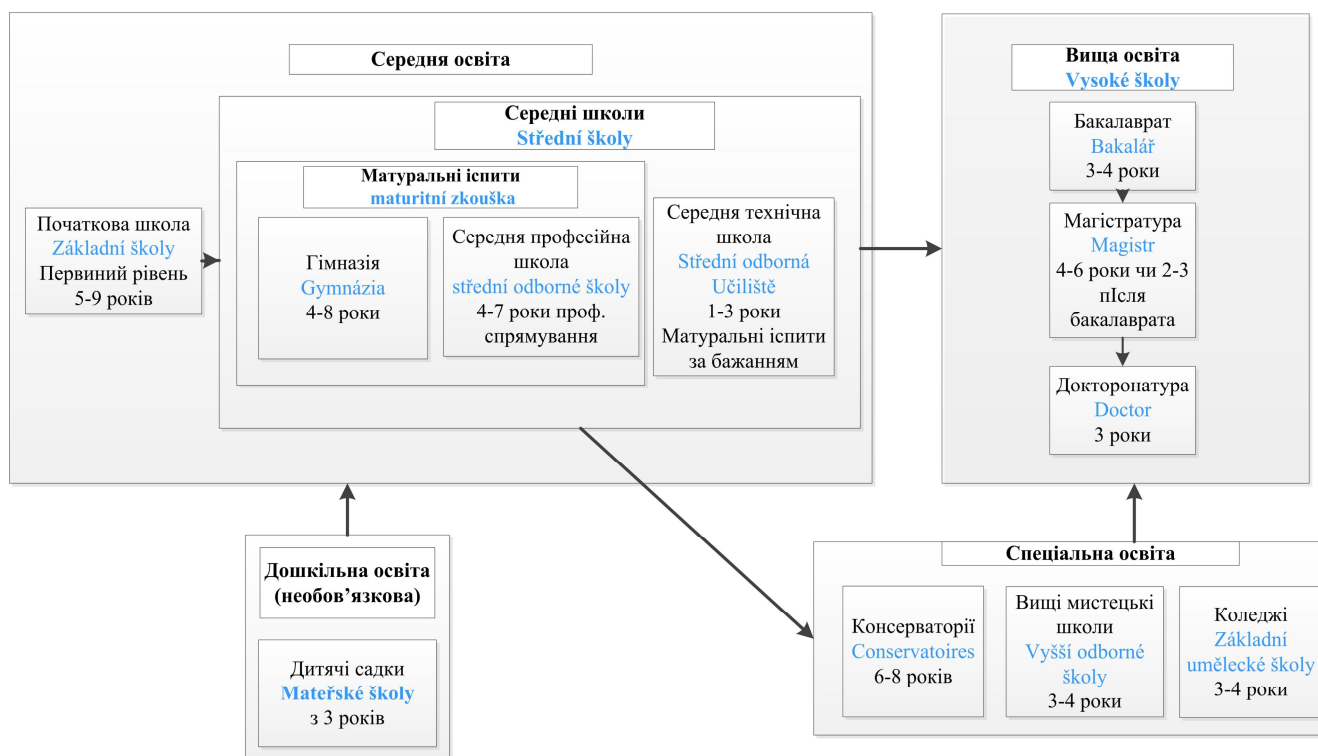 Середня освіта
Середні школи
Střední školy
Матуральні іспити
maturitní zkouška
Початкова школа
Základní školy
Первиний рівень
5-9 років
Гімназія
Gymnázia
4-8 роки
Середня професійна
школа
střední odborné školy
4-7 роки проф.
спрямування
Середня технічна
школа
Střední odborná
Učiliště
1-3 роки
Матуральні іспити
за бажанням
Вища освіта
Vysoké školy
Бакалаврат
Bakalář
3-4 роки
Магістратура
Magistr
4-6 роки чи 2-3
пІсля
бакалаврата
Докторонатура
Doctor
3 роки
Дошкільна освіта
(необов’язкова)
Дитячі садки
Mateřské školy
з 3 років
Спеціальна освіта
Консерваторії
Conservatoires
6-8 років
Вищі мистецькі
школи
Vyšší odborné
školy
3-4 роки
Коледжі
Základní
umělecké školy
3-4 роки